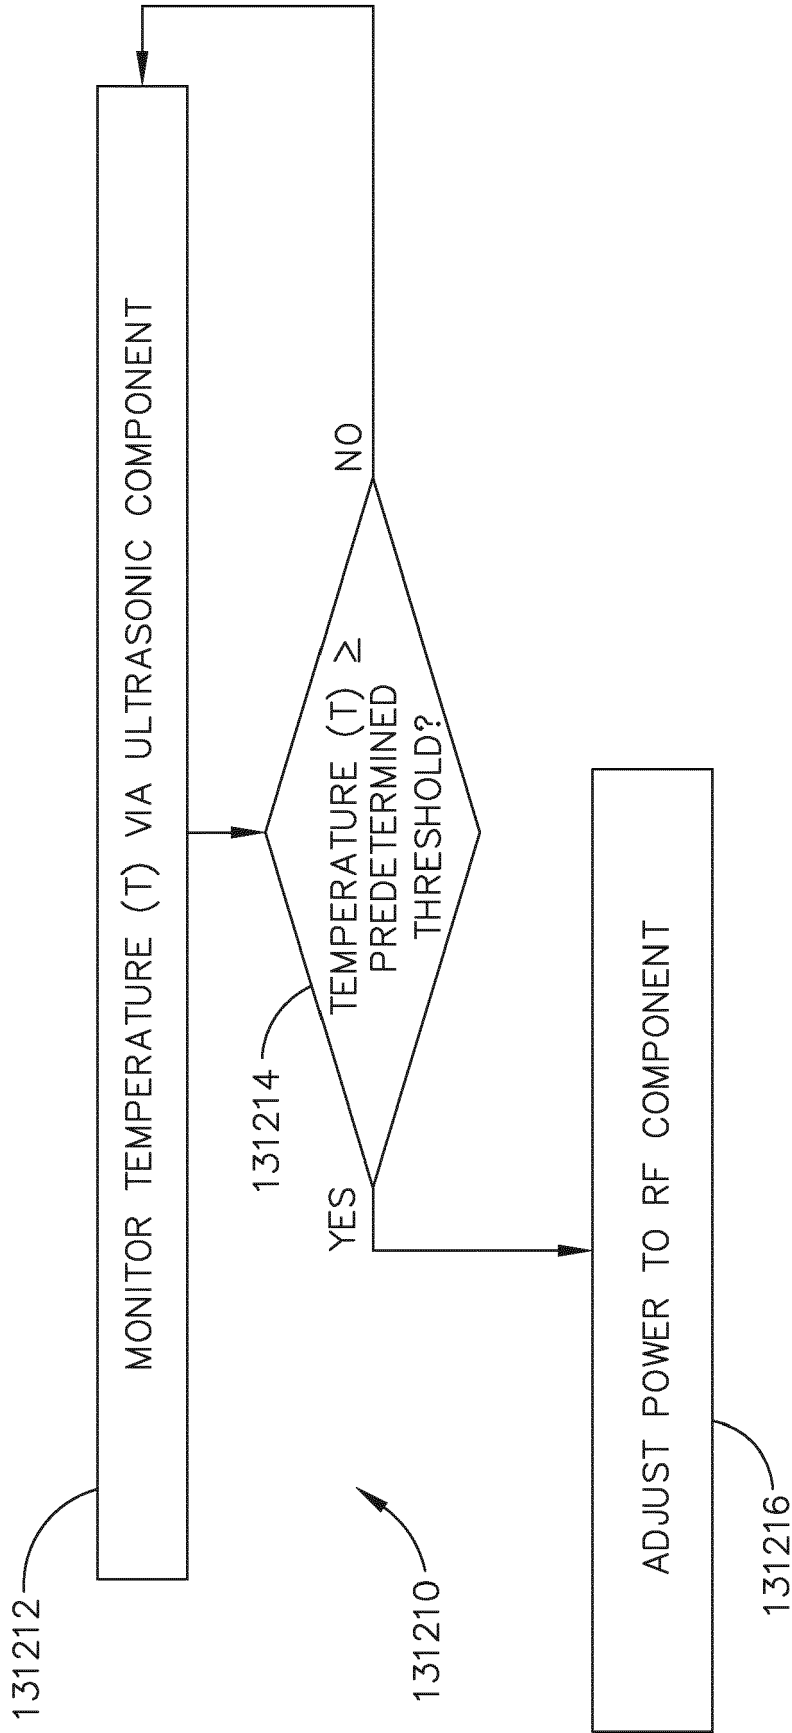 131212
MONITOR TEMPERATURE (T) VIA ULTRASONIC COMPONENT
131214
TEMPERATURE (T) ≥
PREDETERMINED
THRESHOLD?
YES
NO
131210
ADJUST POWER TO RF COMPONENT
131216